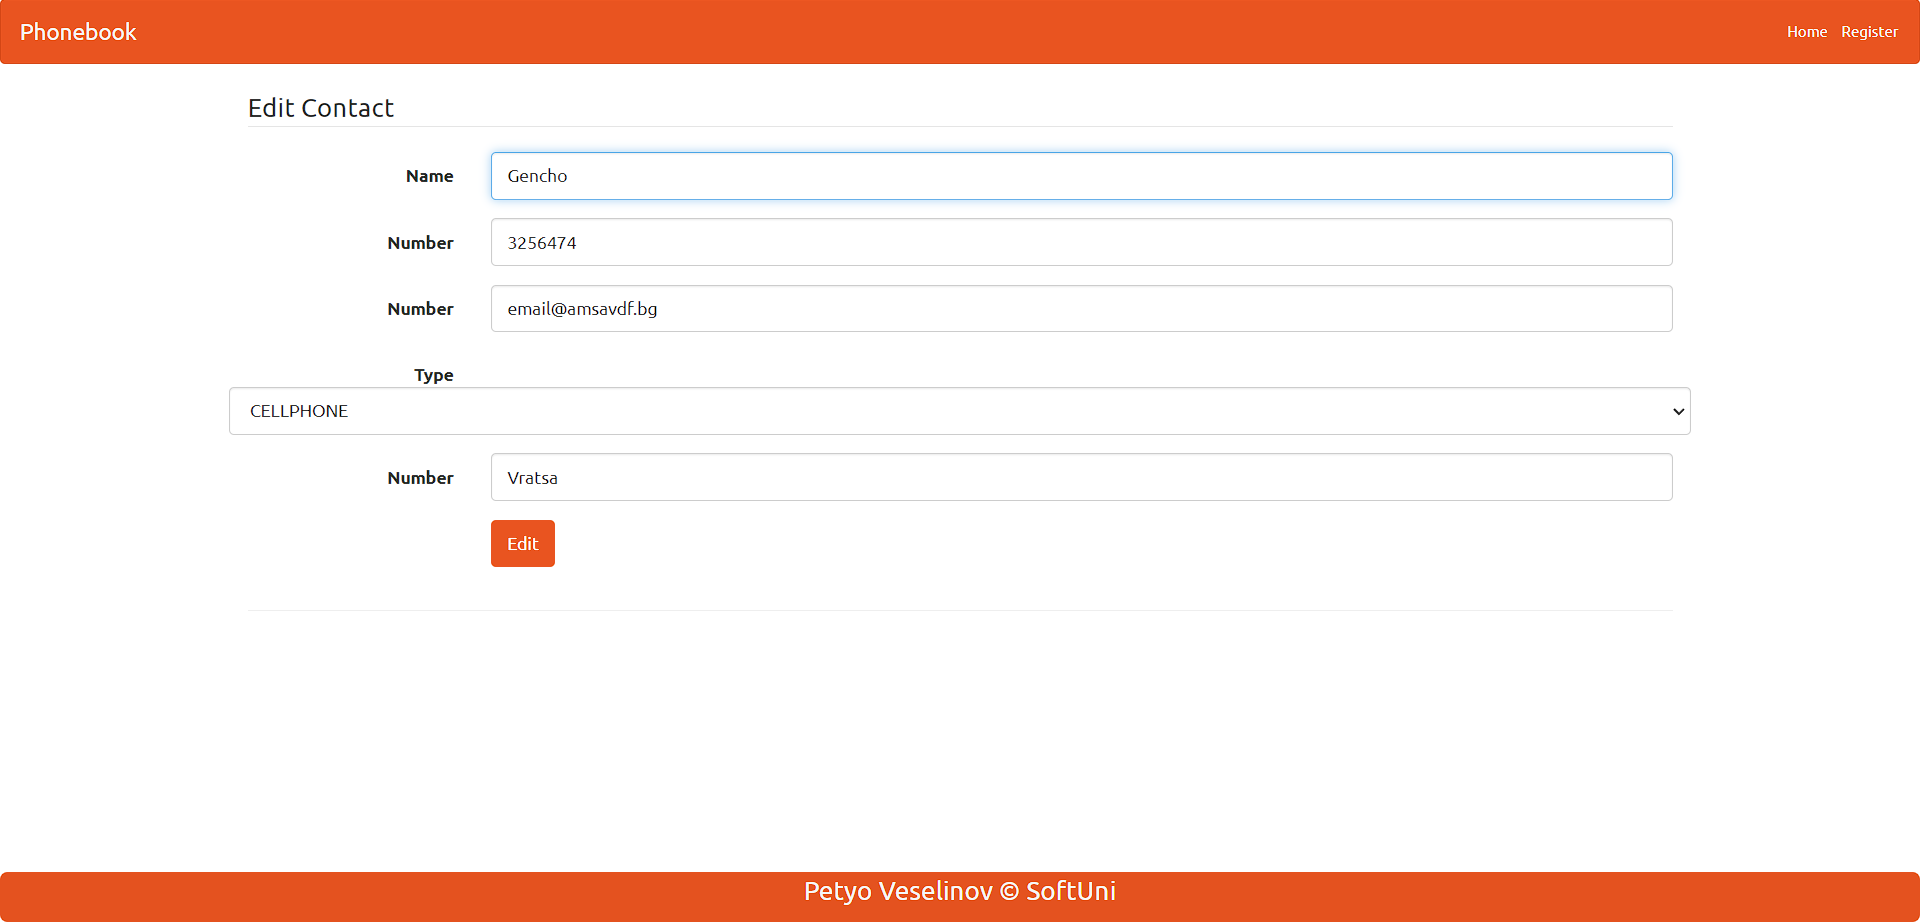 Phonebook
Home Register
Edit Contact
Name Gencho
Number 3256474
Number email@amsavdf.bg
Type
CELLPHONE
Number Vratsa
Edit
Petyo Veselinov © SoftUni